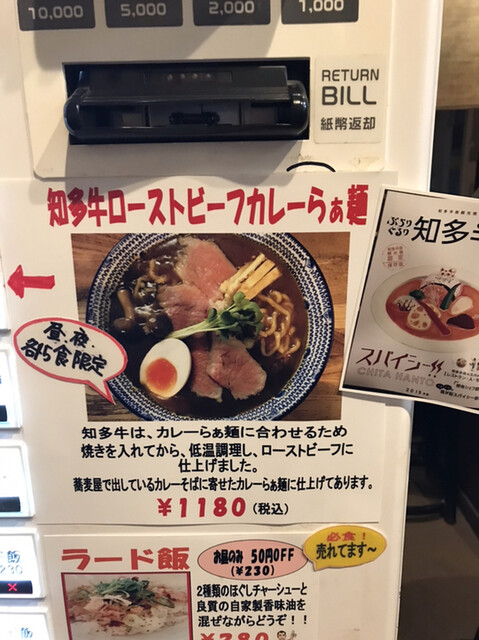 10,000
5,000
2,000
1,000
RETURN
BILL
紙幣返却
知多牛ローストビーフカレーらぁ麺
昼夜、
各5食限定
知多牛は、カレーらぁ麺に合わせるため
焼きを入れてから、低温調理し、ローストビーフに
仕上げました。
蕎麦屋で出しているカレーそばに寄せたカレーらぁ麺に仕上げてあります。
¥1180（税込）
ぶらり
ぐるり
知多
スパイシー
CHITA HANTO
ラード飯
お昼のみ 50円OFF
(¥230)
必食！
売れてます〜
2種類のほぐしチャーシューと
良質の自家製香味油を
混ぜながらどうぞ！！
¥280
飯